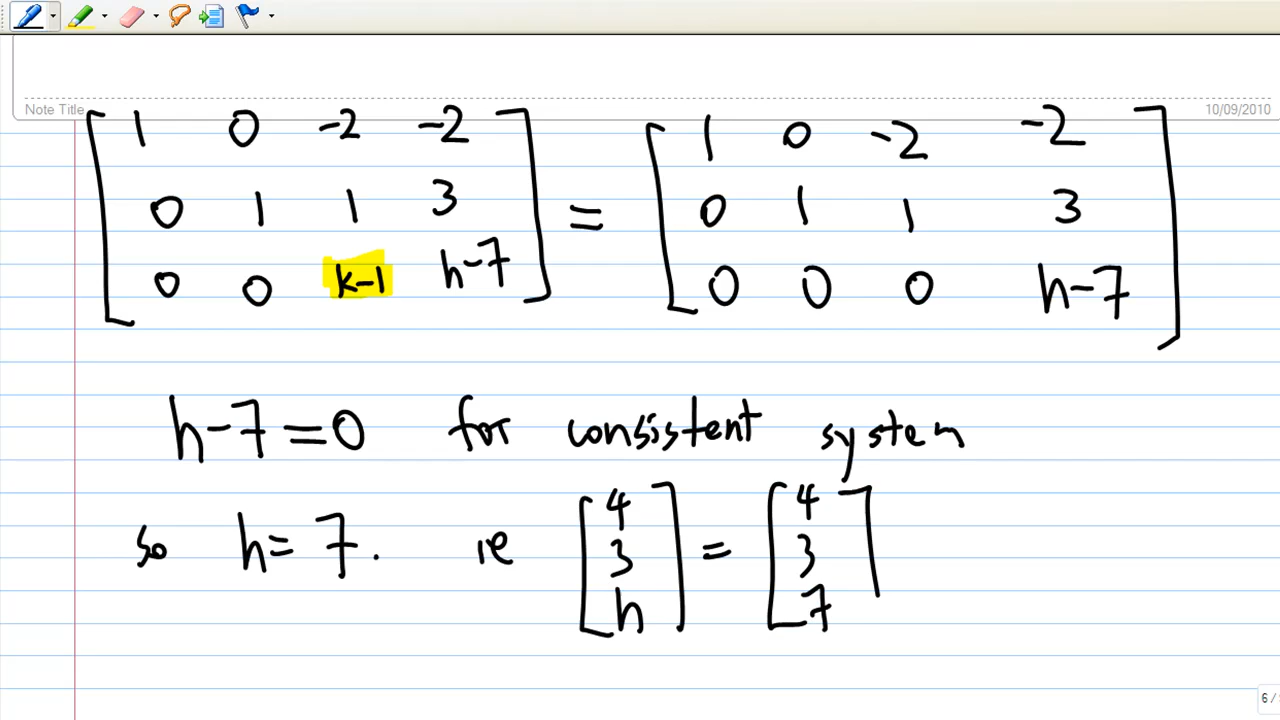 Note Title
10/09/2010
1 0 -2 -2
0 1 1 3
0 0 k-1 h-7
=
1 0 -2 -2
0 1 1 3
0 0 0 h-7
h-7=0 for consistent system
so h=7. ie [4 3 h] = [4 3 7]
6/